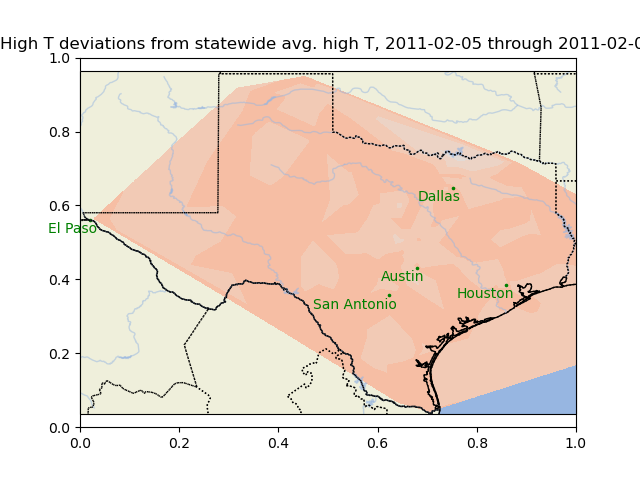 High T deviations from statewide avg. high T, 2011-02-05 through 2011-02-0
1.0
0.8
Dallas
0.6
El Paso
0.4
Austin
Houston
San Antonio
0.2
0.0
0.0 0.2 0.4 0.6 0.8 1.0